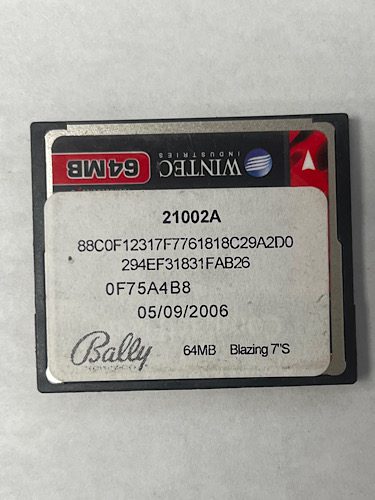 64MB
WINTEC
INDUSTRIES
21002A
88C0F12317F7761818C29A2D0
294EF31831FAB26
0F75A4B8
05/09/2006
Bally
64MB Blazing 7"S